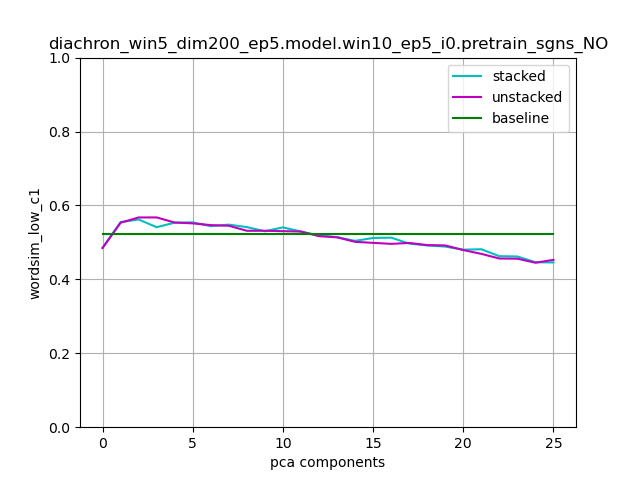 diachron_win5_dim200_ep5.model.win10_ep5_i0.pretrain_sgns_NO
1.0
0.8
0.6
0.4
0.2
0.0
wordsim_low_c1
stacked
unstacked
baseline
0 5 10 15 20 25
pca components